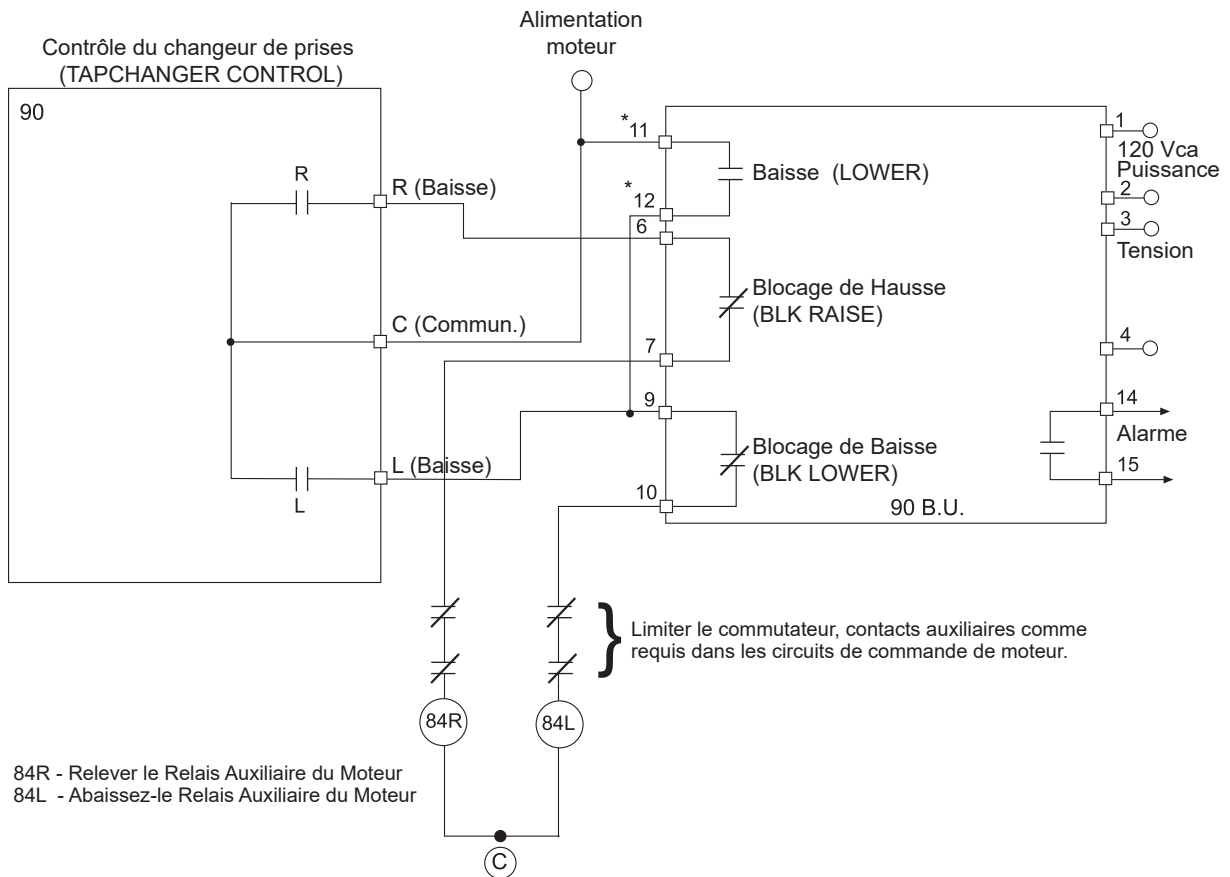 Alimentation
moteur
Contrôle du changeur de prises
(TAPCHANGER CONTROL)
90
R
R (Baisse)
C (Commun.)
L (Baisse)
L
*11
*12
6
7
9
10
Baisse (LOWER)
Blocage de Hausse
(BLK RAISE)
Blocage de Baisse
(BLK LOWER)
90 B.U.
1
120 Vca
Puissance
2
3
Tension
4
14
Alarme
15
} Limiter le commutateur, contacts auxiliaires comme
requis dans les circuits de commande de moteur.
84R
84L
84R - Relever le Relais Auxiliaire du Moteur
84L - Abaissez-le Relais Auxiliaire du Moteur
C